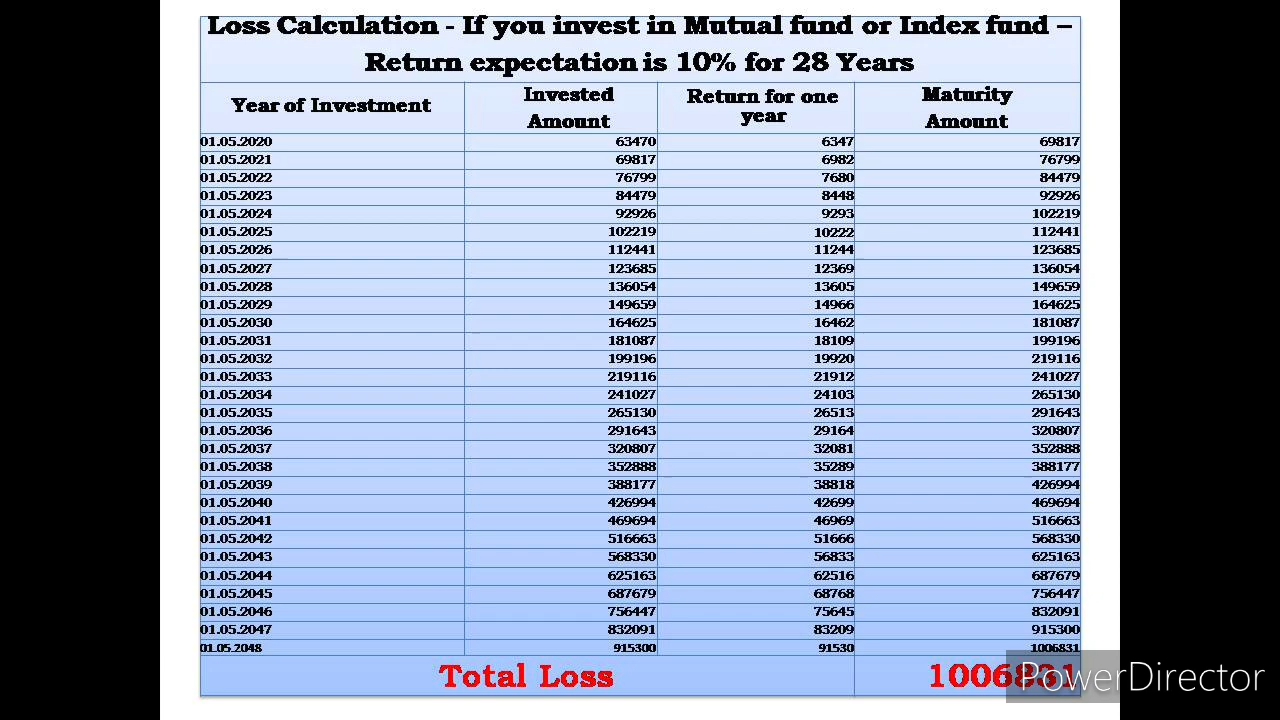 Loss Calculation - If you invest in Mutual fund or Index fund –
Return expectation is 10% for 28 Years
Year of Investment Invested Amount Return for one year Maturity Amount
01.05.2020 63470 6347 69817
01.05.2021 69817 6982 76799
01.05.2022 76799 7680 84479
01.05.2023 84479 8448 92926
01.05.2024 92926 9293 102219
01.05.2025 102219 10222 112441
01.05.2026 112441 11244 123685
01.05.2027 123685 12369 136054
01.05.2028 136054 13605 149659
01.05.2029 149659 14966 164625
01.05.2030 164625 16462 181087
01.05.2031 181087 18109 199196
01.05.2032 199196 19920 219116
01.05.2033 219116 21912 241027
01.05.2034 241027 24103 265130
01.05.2035 265130 26513 291643
01.05.2036 291643 29164 320807
01.05.2037 320807 32081 352888
01.05.2038 352888 35289 388177
01.05.2039 388177 38818 426994
01.05.2040 426994 42699 469694
01.05.2041 469694 46969 516663
01.05.2042 516663 51666 568330
01.05.2043 568330 56833 625163
01.05.2044 625163 62516 687679
01.05.2045 687679 68768 756447
01.05.2046 756447 75645 832091
01.05.2047 832091 83209 915300
01.05.2048 915300 91530 1006831
Total Loss 1006831
PowerDirector